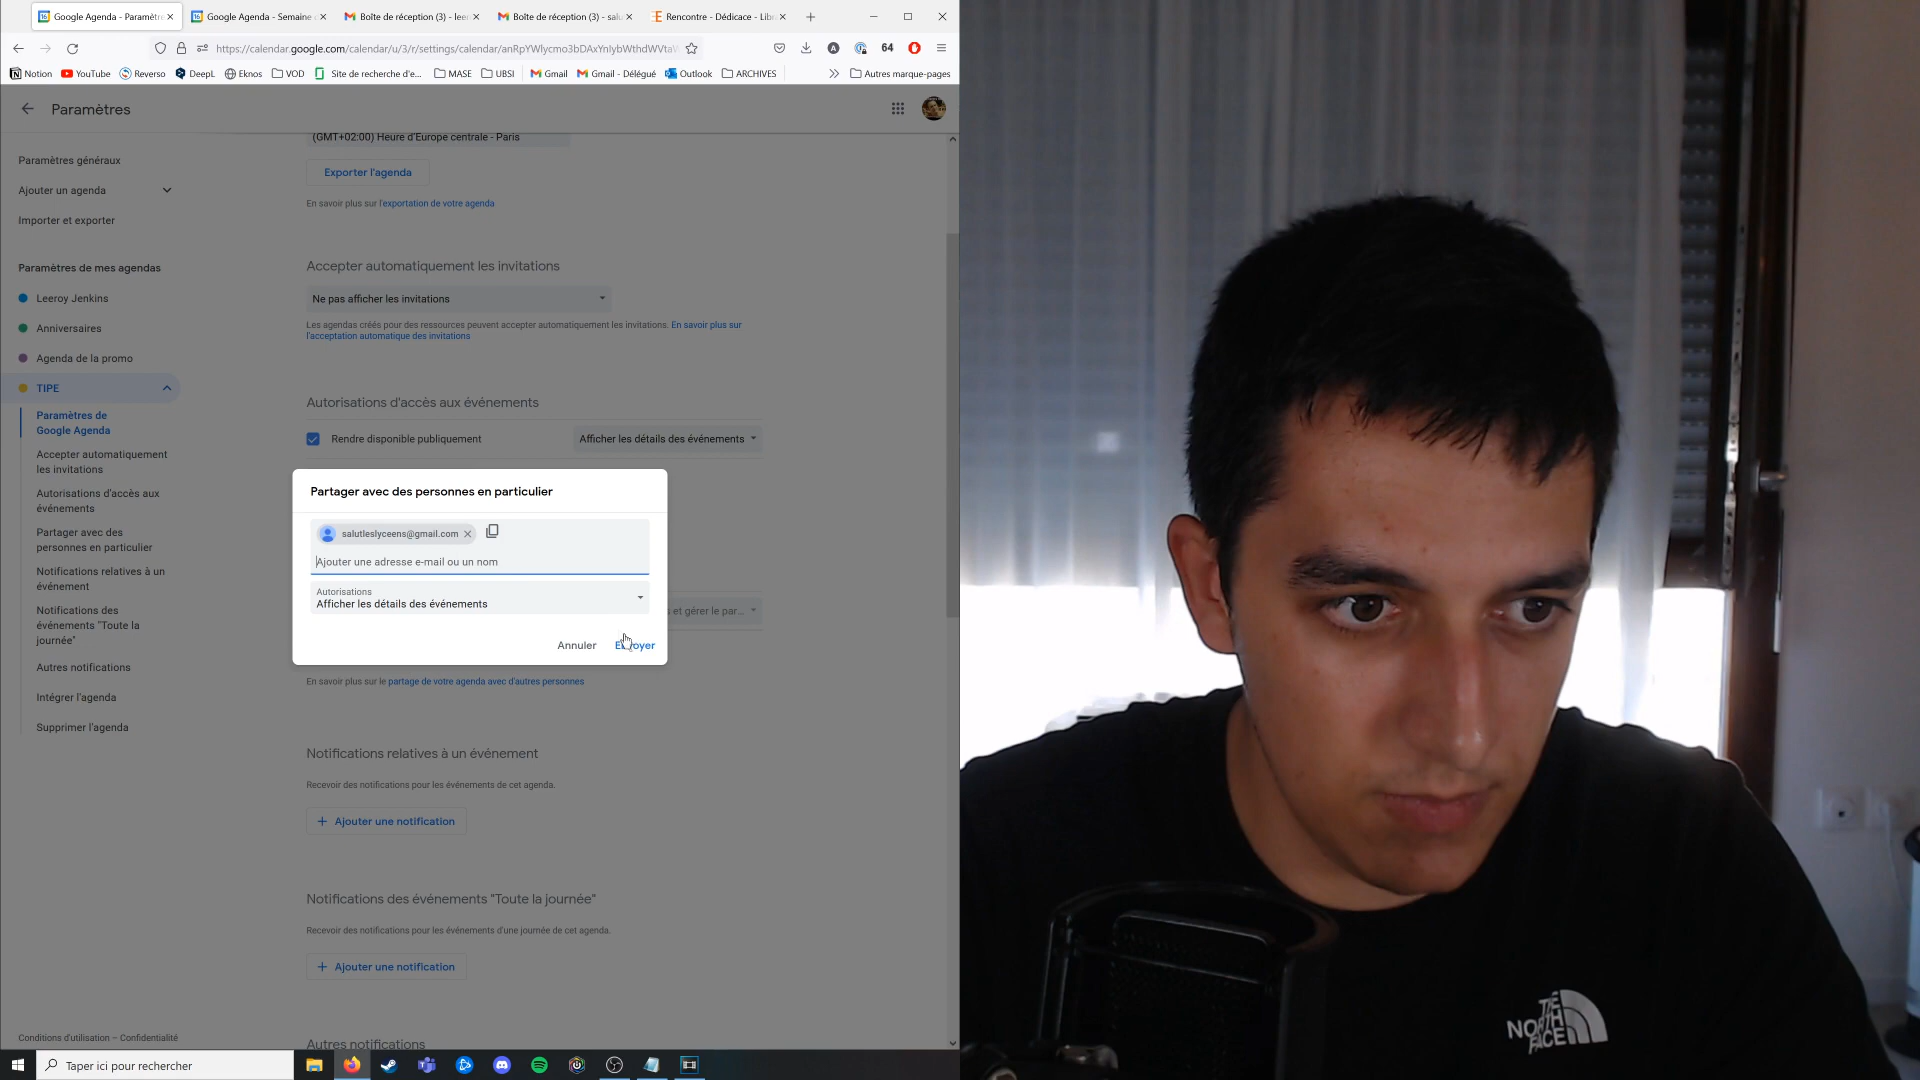 Google Agenda - Paramètre
Google Agenda - Semaine
Boîte de réception (3) - leer
Boîte de réception (3) - salu
Rencontre - Dédicace - Libr
https://calendar.google.com/calendar/u/3/r/settings/calendar/
64
Notion
YouTube
Reverso
DeepL
Eknos
VOD
Site de recherche d'e...
MASE
UBSI
Gmail
Gmail - Délégué
Outlook
ARCHIVES
Autres marque-pages
Paramètres
(GMT+02:00) Heure d'Europe centrale - Paris
Exporter l'agenda
En savoir plus sur l'exportation de votre agenda
Paramètres généraux
Ajouter un agenda
Importer et exporter
Paramètres de mes agendas
Leeroy Jenkins
Anniversaires
Agenda de la promo
TIPE
Paramètres de
Google Agenda
Accepter automatiquement
les invitations
Autorisations d'accès aux
événements
Partager avec des
personnes en particulier
Notifications relatives à un
événement
Notifications des
événements "Toute la
journée"
Autres notifications
Intégrer l'agenda
Supprimer l'agenda
Accepter automatiquement les invitations
Ne pas afficher les invitations
Les agendas créés pour des ressources peuvent accepter automatiquement les invitations. En savoir plus sur
l'acceptation automatique des invitations
Autorisations d'accès aux événements
Rendre disponible publiquement
Afficher les détails des événements
Partager avec des personnes en particulier
salutleslyceens@gmail.com
Ajouter une adresse e-mail ou un nom
Autorisations
Afficher les détails des événements
s et gérer le par...
Annuler
Envoyer
En savoir plus sur le partage de votre agenda avec d'autres personnes
Notifications relatives à un événement
Recevoir des notifications pour les événements de cet agenda.
+ Ajouter une notification
Notifications des événements "Toute la journée"
Recevoir des notifications pour les événements d'une journée de cet agenda.
+ Ajouter une notification
Autres notifications
Conditions d'utilisation – Confidentialité
Taper ici pour rechercher
THE
NORTH
FACE